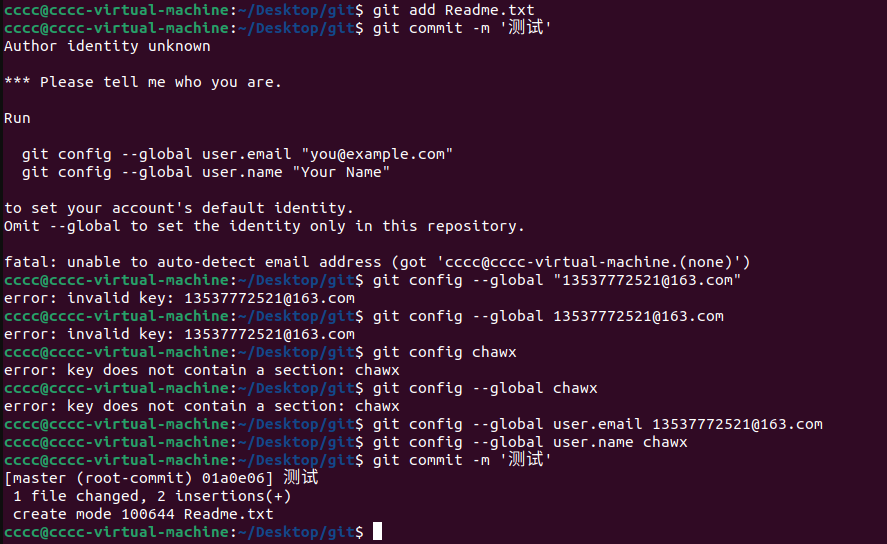 cccc@cccc-virtual-machine:~/Desktop/git$ git add Readme.txt
cccc@cccc-virtual-machine:~/Desktop/git$ git commit -m '测试'
Author identity unknown

*** Please tell me who you are.

Run

  git config --global user.email "you@example.com"
  git config --global user.name "Your Name"

to set your account's default identity.
Omit --global to set the identity only in this repository.

fatal: unable to auto-detect email address (got 'cccc@cccc-virtual-machine.(none)')
cccc@cccc-virtual-machine:~/Desktop/git$ git config --global "13537772521@163.com"
error: invalid key: 13537772521@163.com
cccc@cccc-virtual-machine:~/Desktop/git$ git config --global 13537772521@163.com
error: invalid key: 13537772521@163.com
cccc@cccc-virtual-machine:~/Desktop/git$ git config chawx
error: key does not contain a section: chawx
cccc@cccc-virtual-machine:~/Desktop/git$ git config --global chawx
error: key does not contain a section: chawx
cccc@cccc-virtual-machine:~/Desktop/git$ git config --global user.email 13537772521@163.com
cccc@cccc-virtual-machine:~/Desktop/git$ git config --global user.name chawx
cccc@cccc-virtual-machine:~/Desktop/git$ git commit -m '测试'
[master (root-commit) 01a0e06] 测试
 1 file changed, 2 insertions(+)
 create mode 100644 Readme.txt
cccc@cccc-virtual-machine:~/Desktop/git$